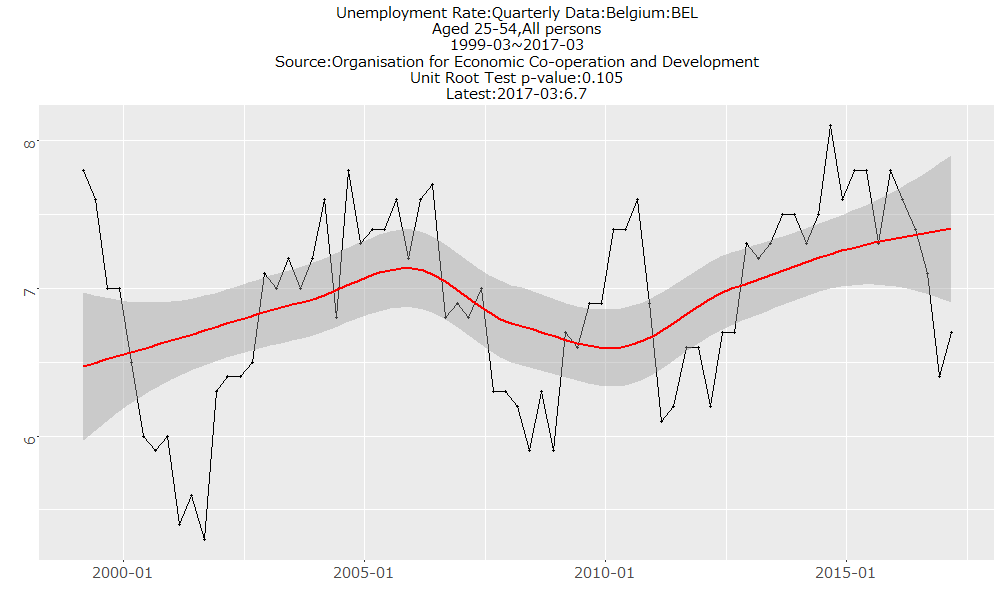 Unemployment Rate:Quarterly Data:Belgium:BEL
Aged 25-54,All persons
1999-03~2017-03
Source:Organisation for Economic Co-operation and Development
Unit Root Test p-value:0.105
Latest:2017-03:6.7
8
7
6
2000-01
2005-01
2010-01
2015-01